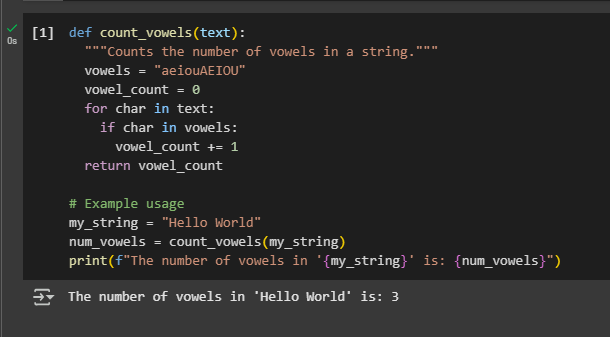 [1] def count_vowels(text):
"""Counts the number of vowels in a string."""
vowels = "aeiouAEIOU"
vowel_count = 0
for char in text:
if char in vowels:
vowel_count += 1
return vowel_count
0s
# Example usage
my_string = "Hello World"
num_vowels = count_vowels(my_string)
print(f"The number of vowels in '{my_string}' is: {num_vowels}")
The number of vowels in 'Hello World' is: 3